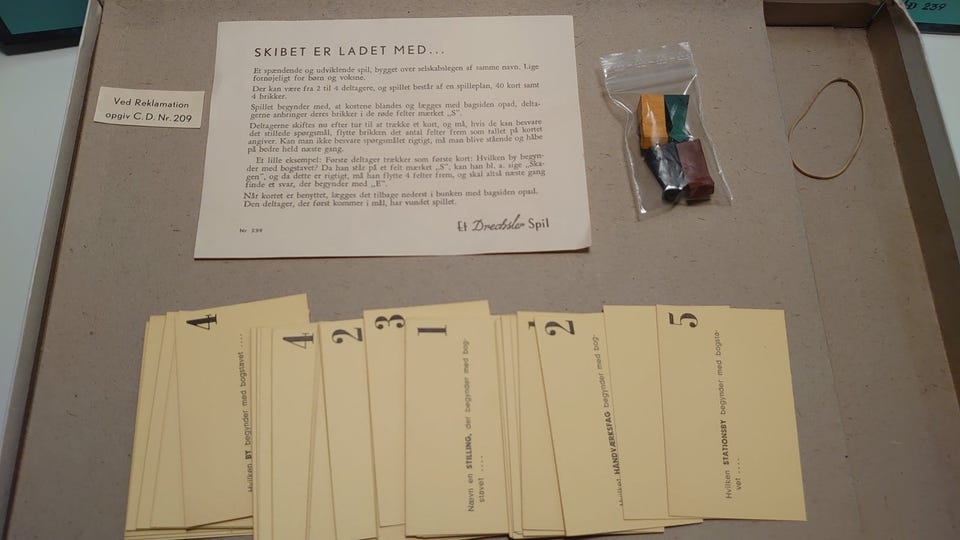 D 239
SKIBET ER LADET MED...
Et spændende og udviklende spil, bygget over selskabslegen af samme navn. Lige
fornøjeligt for børn og voksne.
Der kan være fra 2 til 4 deltagere, og spillet består af en spilleplan, 40 kort samt
4 brikker.
Spillet begynder med, at kortene blandes og lægges med bagsiden opad, delta-
gerne anbringer deres brikker i de røde felter mærket „S".
Deltagerne skiftes nu efter tur til at trække et kort, og må, hvis de kan besvare
det stillede spørgsmål, flytte brikken det antal felter frem som tallet på kortet
angiver. Kan man ikke besvare spørgsmålet rigtigt, må man blive stående og håbe
på bedre held næste gang.
Et lille eksempel: Første deltager trækker som første kort: Hvilken by begyn-
der med bogstavet? Da han står på et felt mærket „S", kan han bl. a. sige „Ska-
gen", og da dette er rigtigt, må han flytte 4 felter frem, og skal altså næste gang
finde et svar, der begynder med „E".
Når kortet er benyttet, lægges det tilbage nederst i bunken med bagsiden opad.
Den deltager, der først kommer i mål, har vundet spillet.
Nr 239
Et Drechsler Spil
Ved Reklamation
opgiv C. D. Nr. 209
4
Hvilken BY begynder med bogstavet ....
4
2
3
1
Nævn en STILLING, der begynder med bog-
stavet ....
2
Hvilket HANDVÆRKSFAG begynder med bogsta-
5
Hvilken STATIONSBY begynder med bogsta-
vet ....